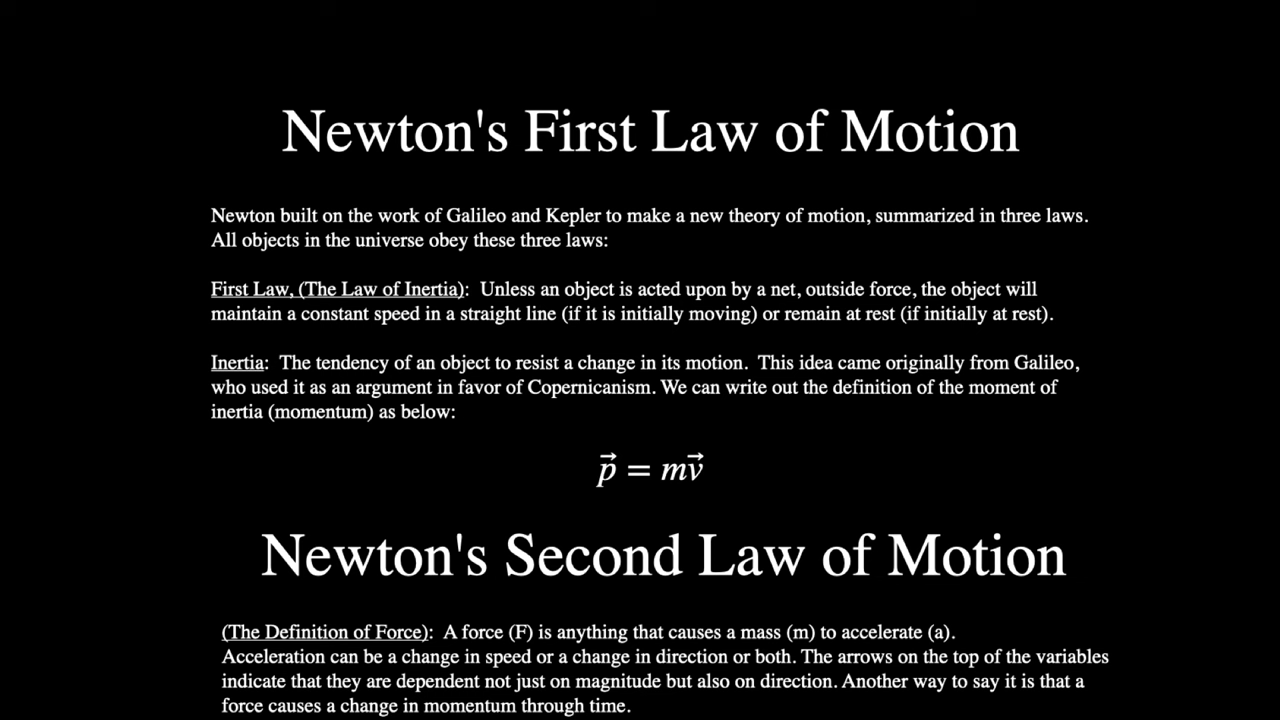 Newton's First Law of Motion
Newton built on the work of Galileo and Kepler to make a new theory of motion, summarized in three laws.
All objects in the universe obey these three laws:
First Law, (The Law of Inertia):  Unless an object is acted upon by a net, outside force, the object will
maintain a constant speed in a straight line (if it is initially moving) or remain at rest (if initially at rest).
Inertia:  The tendency of an object to resist a change in its motion.  This idea came originally from Galileo,
who used it as an argument in favor of Copernicanism. We can write out the definition of the moment of
inertia (momentum) as below:
p⃗ = mv⃗
Newton's Second Law of Motion
(The Definition of Force):  A force (F) is anything that causes a mass (m) to accelerate (a).
Acceleration can be a change in speed or a change in direction or both. The arrows on the top of the variables
indicate that they are dependent not just on magnitude but also on direction. Another way to say it is that a
force causes a change in momentum through time.